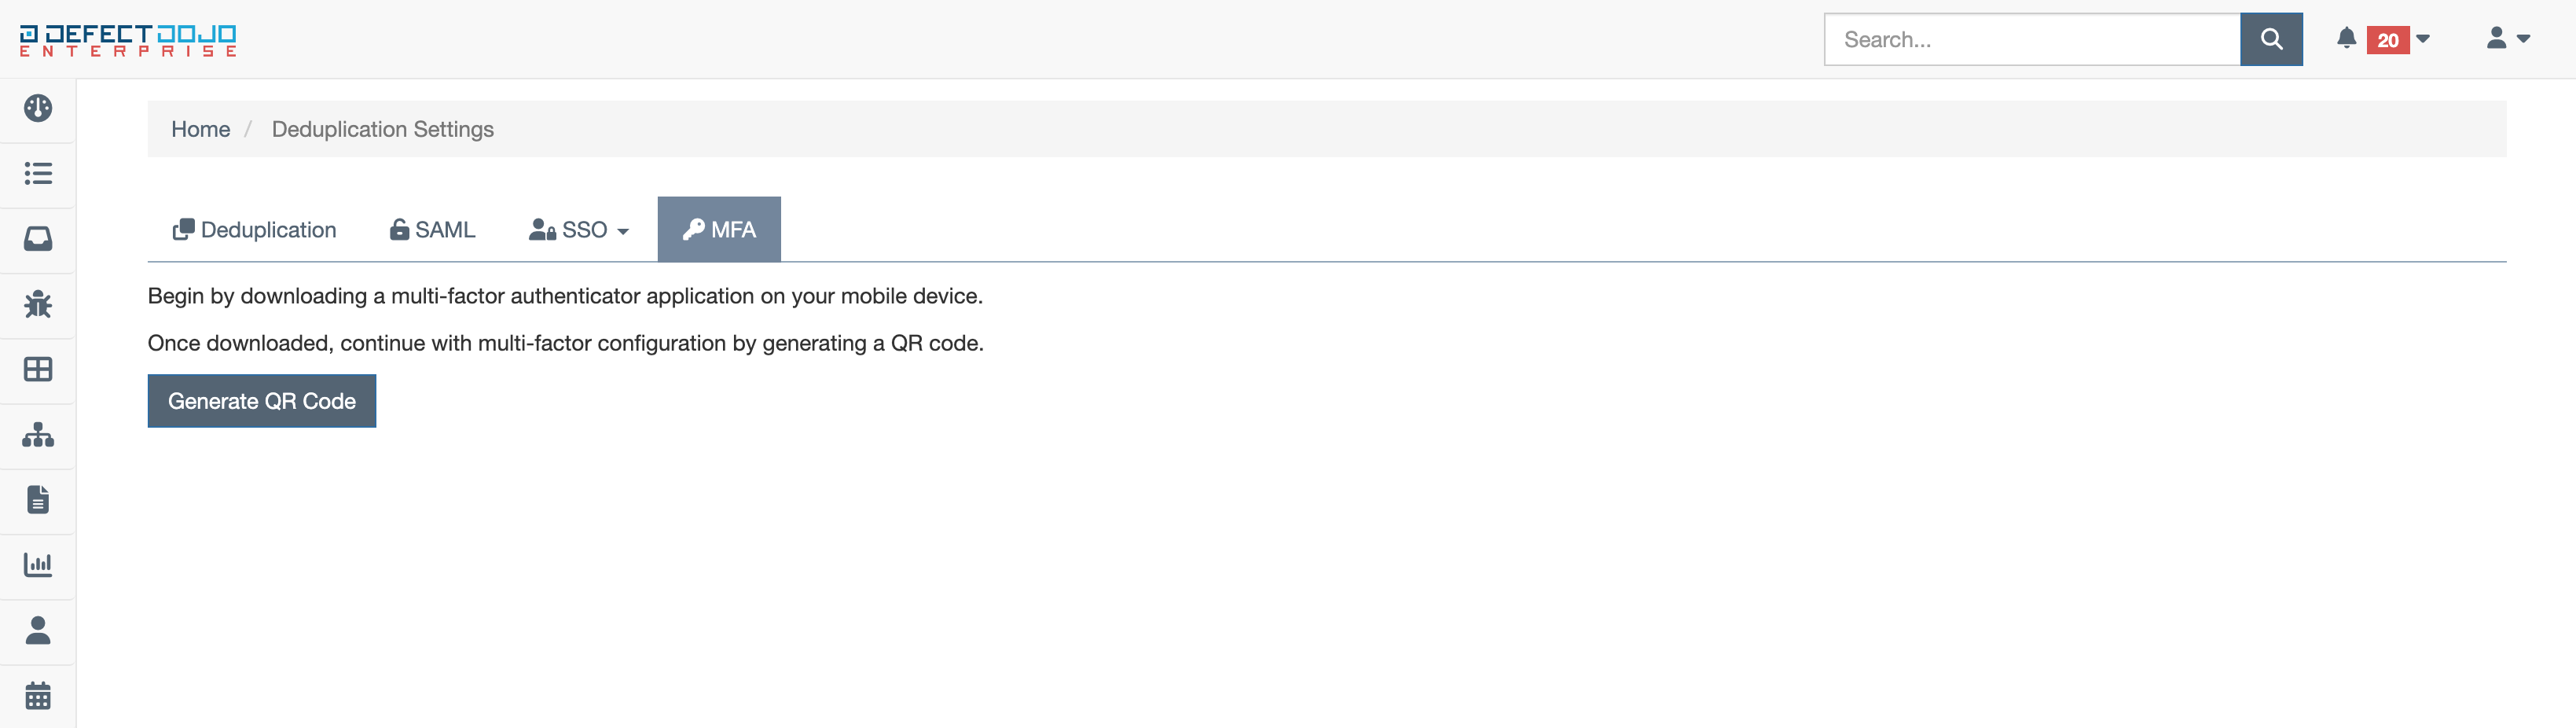 DEFECTDOJO
ENTERPRISE
Search...
20
Home / Deduplication Settings
Deduplication
SAML
SSO
MFA
Begin by downloading a multi-factor authenticator application on your mobile device.
Once downloaded, continue with multi-factor configuration by generating a QR code.
Generate QR Code